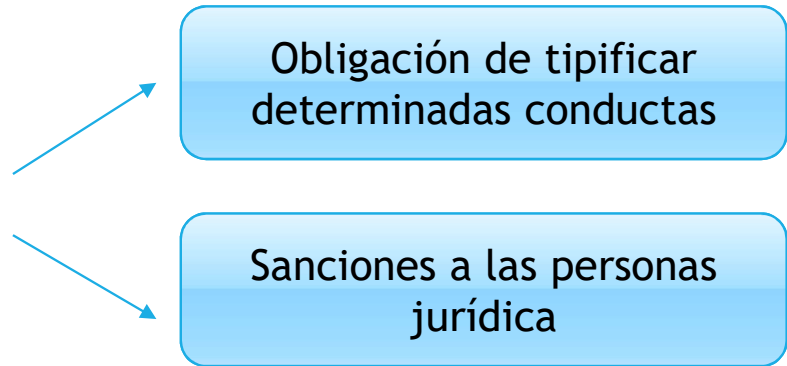 Obligación de tipificar
determinadas conductas
Sanciones a las personas
jurídica